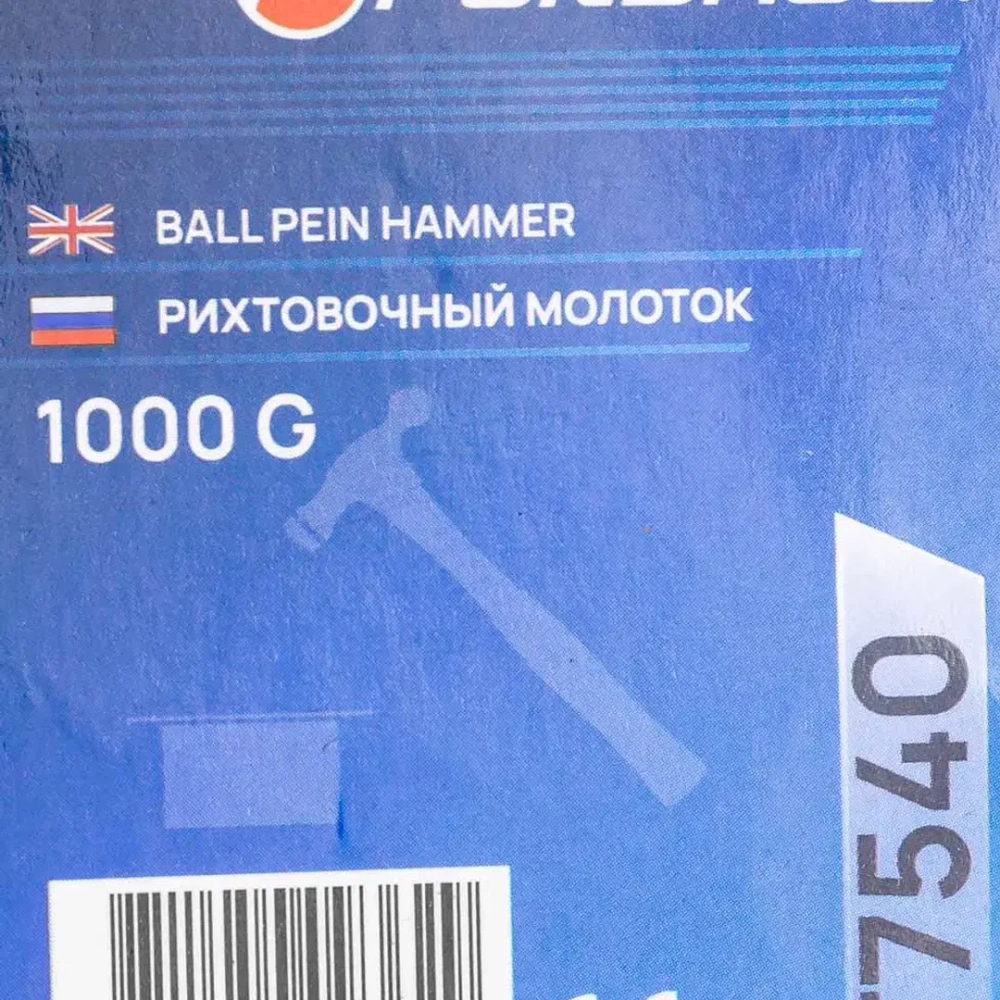 BALL PEIN HAMMER
РИХТОВОЧНЫЙ МОЛОТОК
1000 G
7540